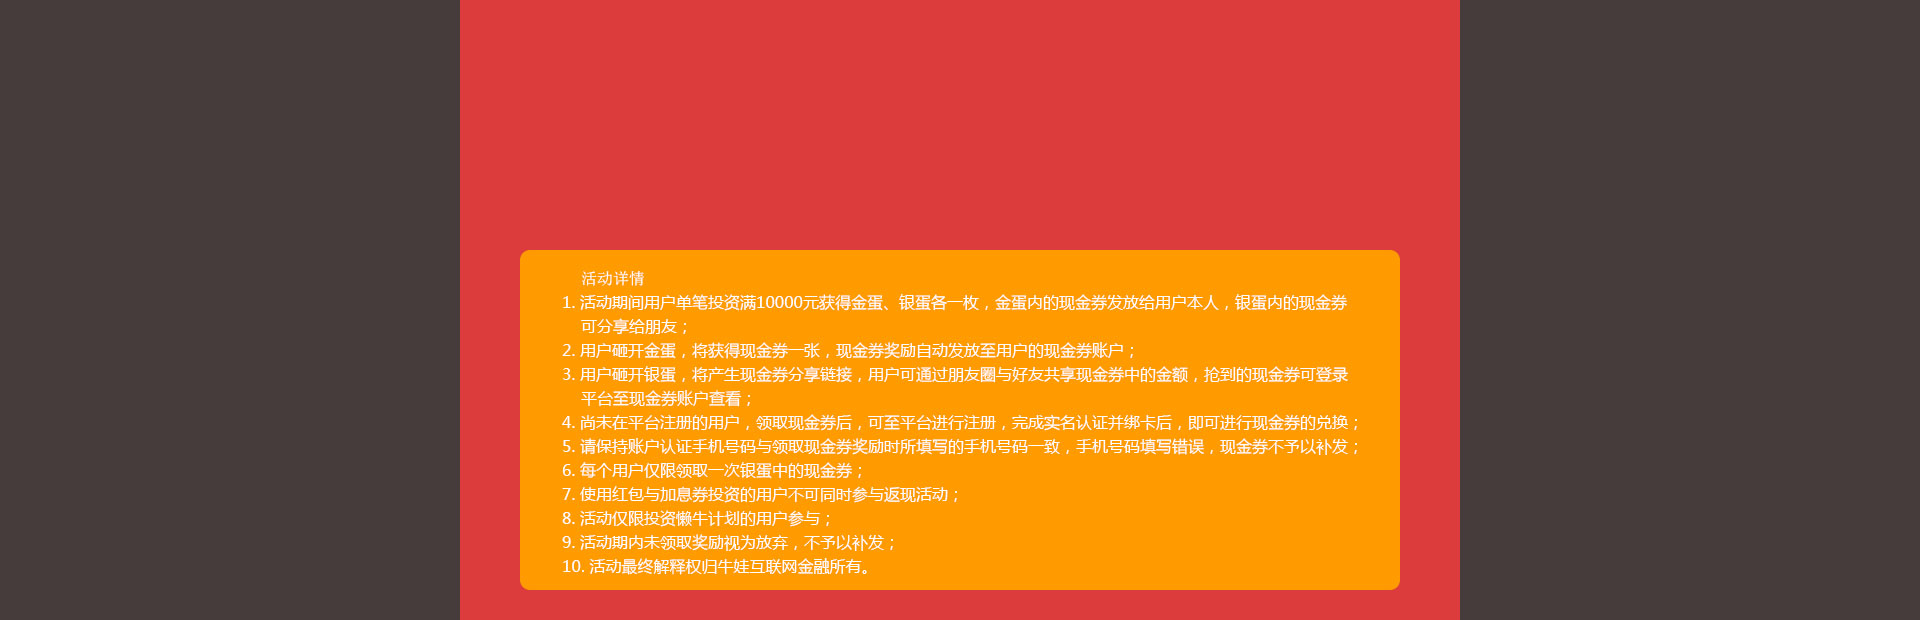 活动详情
1. 活动期间用户单笔投资满10000元获得金蛋、银蛋各一枚，金蛋内的现金券发放给用户本人，银蛋内的现金券
可分享给朋友；
2. 用户砸开金蛋，将获得现金券一张，现金券奖励自动发放至用户的现金券账户；
3. 用户砸开银蛋，将产生现金券分享链接，用户可通过朋友圈与好友共享现金券中的金额，抢到的现金券可登录
平台至现金券账户查看；
4. 尚未在平台注册的用户，领取现金券后，可至平台进行注册，完成实名认证并绑卡后，即可进行现金券的兑换；
5. 请保持账户认证手机号码与领取现金券奖励时所填写的手机号码一致，手机号码填写错误，现金券不予以补发；
6. 每个用户仅限领取一次银蛋中的现金券；
7. 使用红包与加息券投资的用户不可同时参与返现活动；
8. 活动仅限投资懒牛计划的用户参与；
9. 活动期内未领取奖励视为放弃，不予以补发；
10. 活动最终解释权归牛娃互联网金融所有。